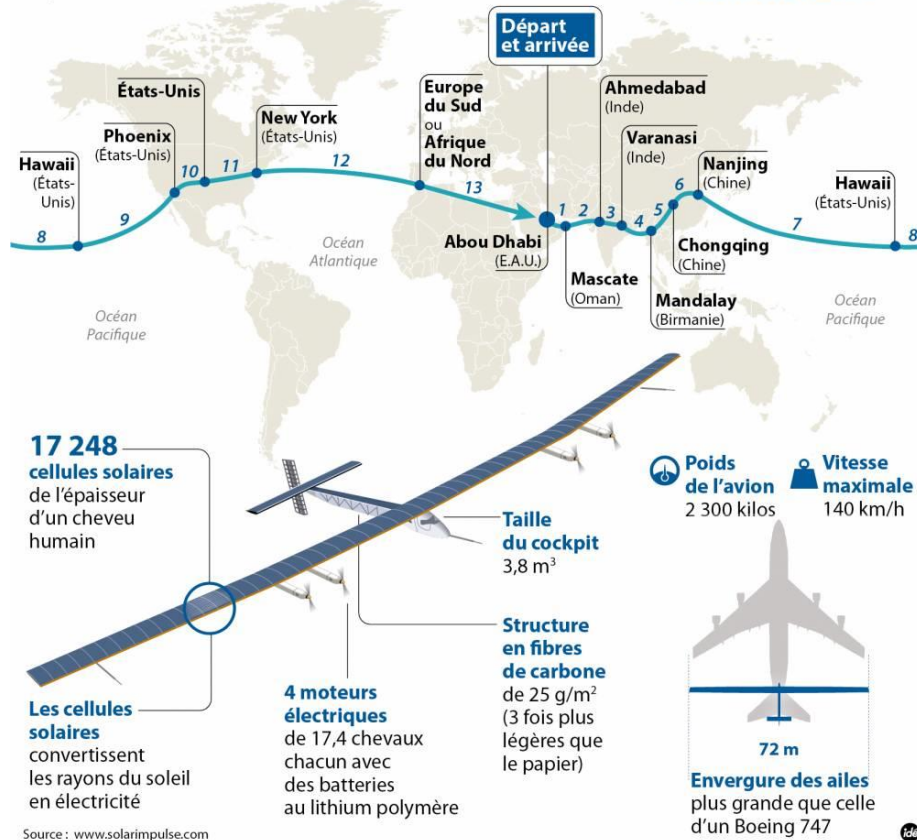 Départ
et arrivée
États-Unis
Phoenix
(États-Unis)
New York
(États-Unis)
Hawaii
(États-
Unis)
Europe
du Sud
ou
Afrique
du Nord
Ahmedabad
(Inde)
Varanasi
(Inde)
Nanjing
(Chine)
Hawaii
(États-Unis)
8
9
10
11
12
13
1
2
3
4
5
6
7
8
Abou Dhabi
(E.A.U.)
Mascate
(Oman)
Mandalay
(Birmanie)
Chongqing
(Chine)
Océan
Atlantique
Océan
Pacifique
Océan
Pacifique
17 248
cellules solaires
de l'épaisseur
d'un cheveu
humain
Taille
du cockpit
3,8 m³
Poids
de l'avion
2 300 kilos
Vitesse
maximale
140 km/h
Les cellules
solaires
convertissent
les rayons du soleil
en électricité
4 moteurs
électriques
de 17,4 chevaux
chacun avec
des batteries
au lithium polymère
Structure
en fibres
de carbone
de 25 g/m²
(3 fois plus
légères que
le papier)
72 m
Envergure des ailes
plus grande que celle
d'un Boeing 747
Source : www.solarimpulse.com